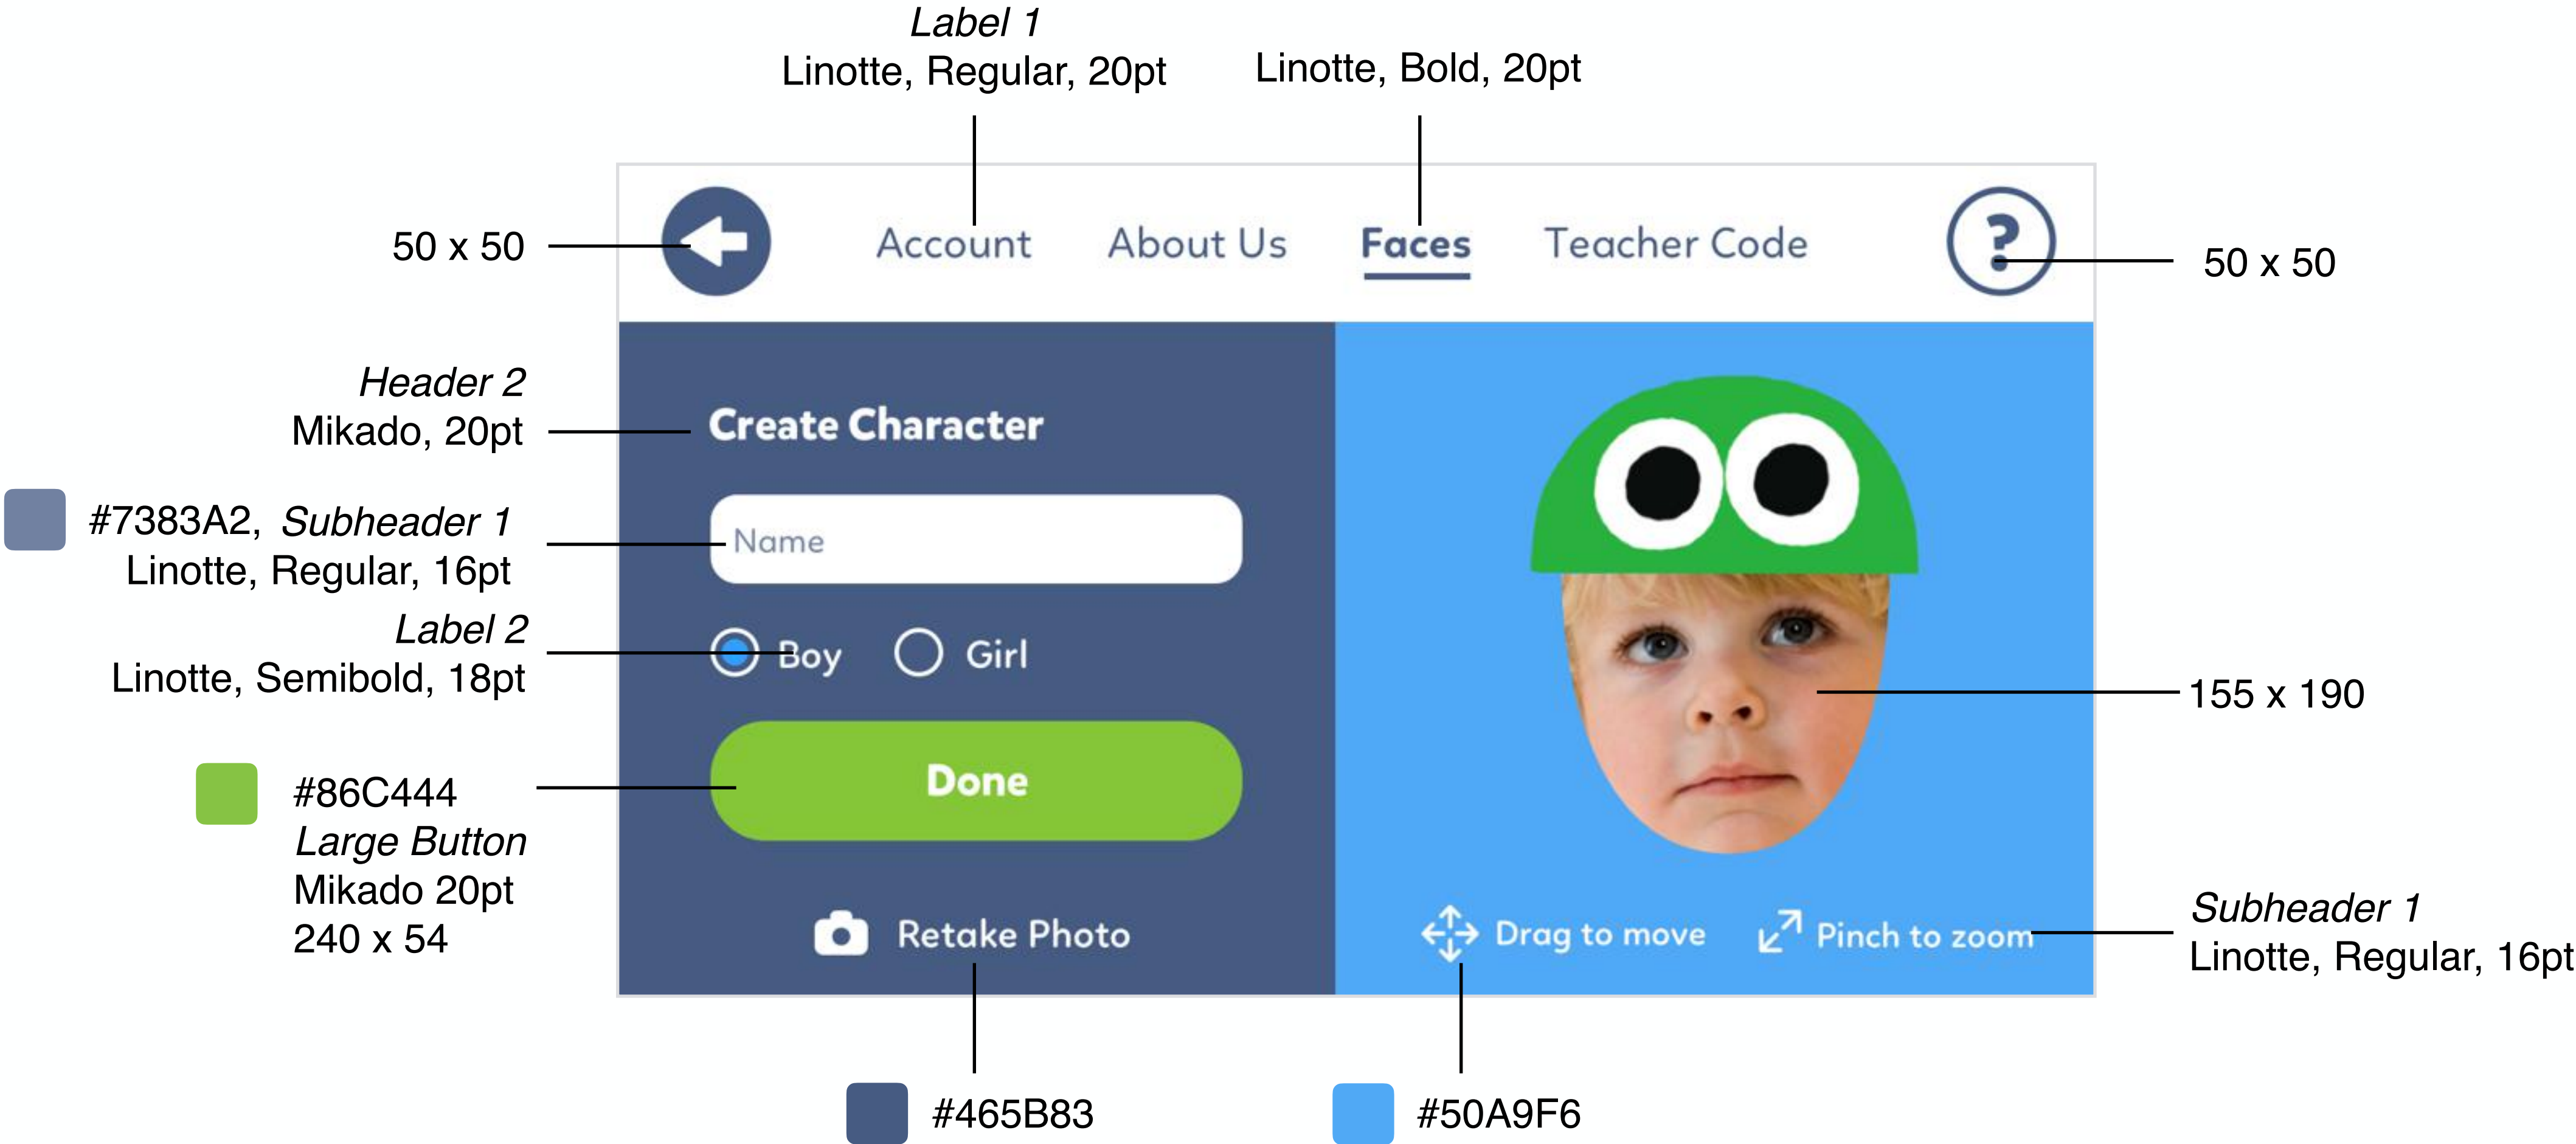 Label 1
Linotte, Regular, 20pt
Linotte, Bold, 20pt
50 x 50
Account
About Us
Faces
Teacher Code
?
50 x 50
Header 2
Mikado, 20pt
Create Character
#7383A2, Subheader 1
Linotte, Regular, 16pt
Name
Label 2
Linotte, Semibold, 18pt
Boy
Girl
155 x 190
#86C444
Large Button
Mikado 20pt
240 x 54
Done
Retake Photo
Drag to move
Pinch to zoom
Subheader 1
Linotte, Regular, 16pt
#465B83
#50A9F6